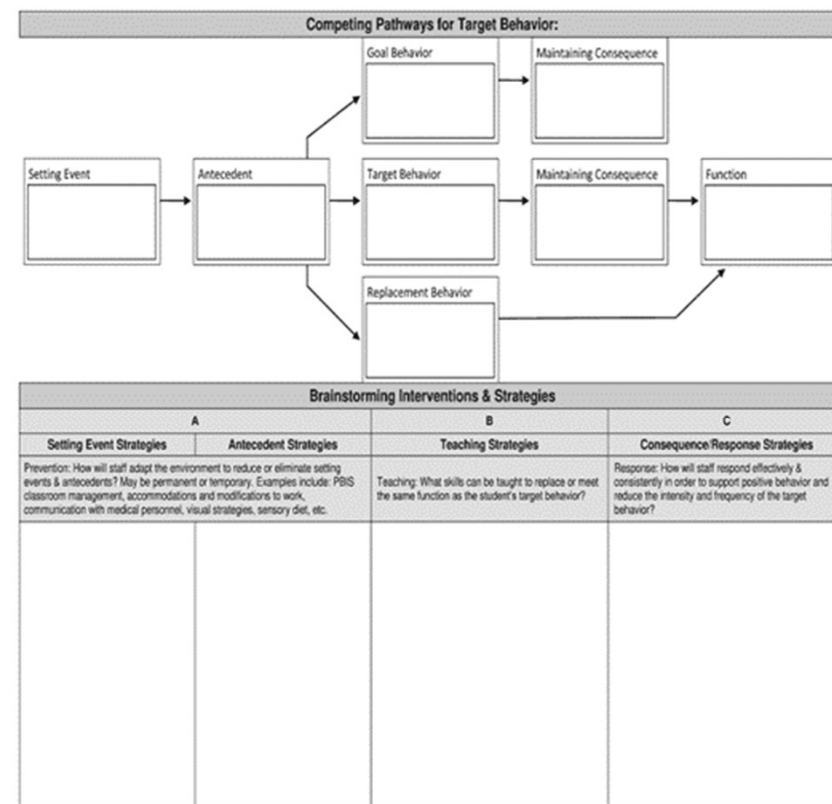 Competing Pathways for Target Behavior:
Goal Behavior
Maintaining Consequence
Setting Event
Antecedent
Target Behavior
Maintaining Consequence
Function
Replacement Behavior
Brainstorming Interventions & Strategies
A
B
C
Setting Event Strategies
Antecedent Strategies
Teaching Strategies
Consequence/Response Strategies
Prevention: How will staff adapt the environment to reduce or eliminate setting
events & antecedents? May be permanent or temporary. Examples include: PBIS
classroom management, accommodations and modifications to work,
communication with medical personnel, visual strategies, sensory diet, etc.
Teaching: What skills can be taught to replace or meet
the same function as the student's target behavior?
Response: How will staff respond effectively &
consistently in order to support positive behavior and
reduce the intensity and frequency of the target
behavior?